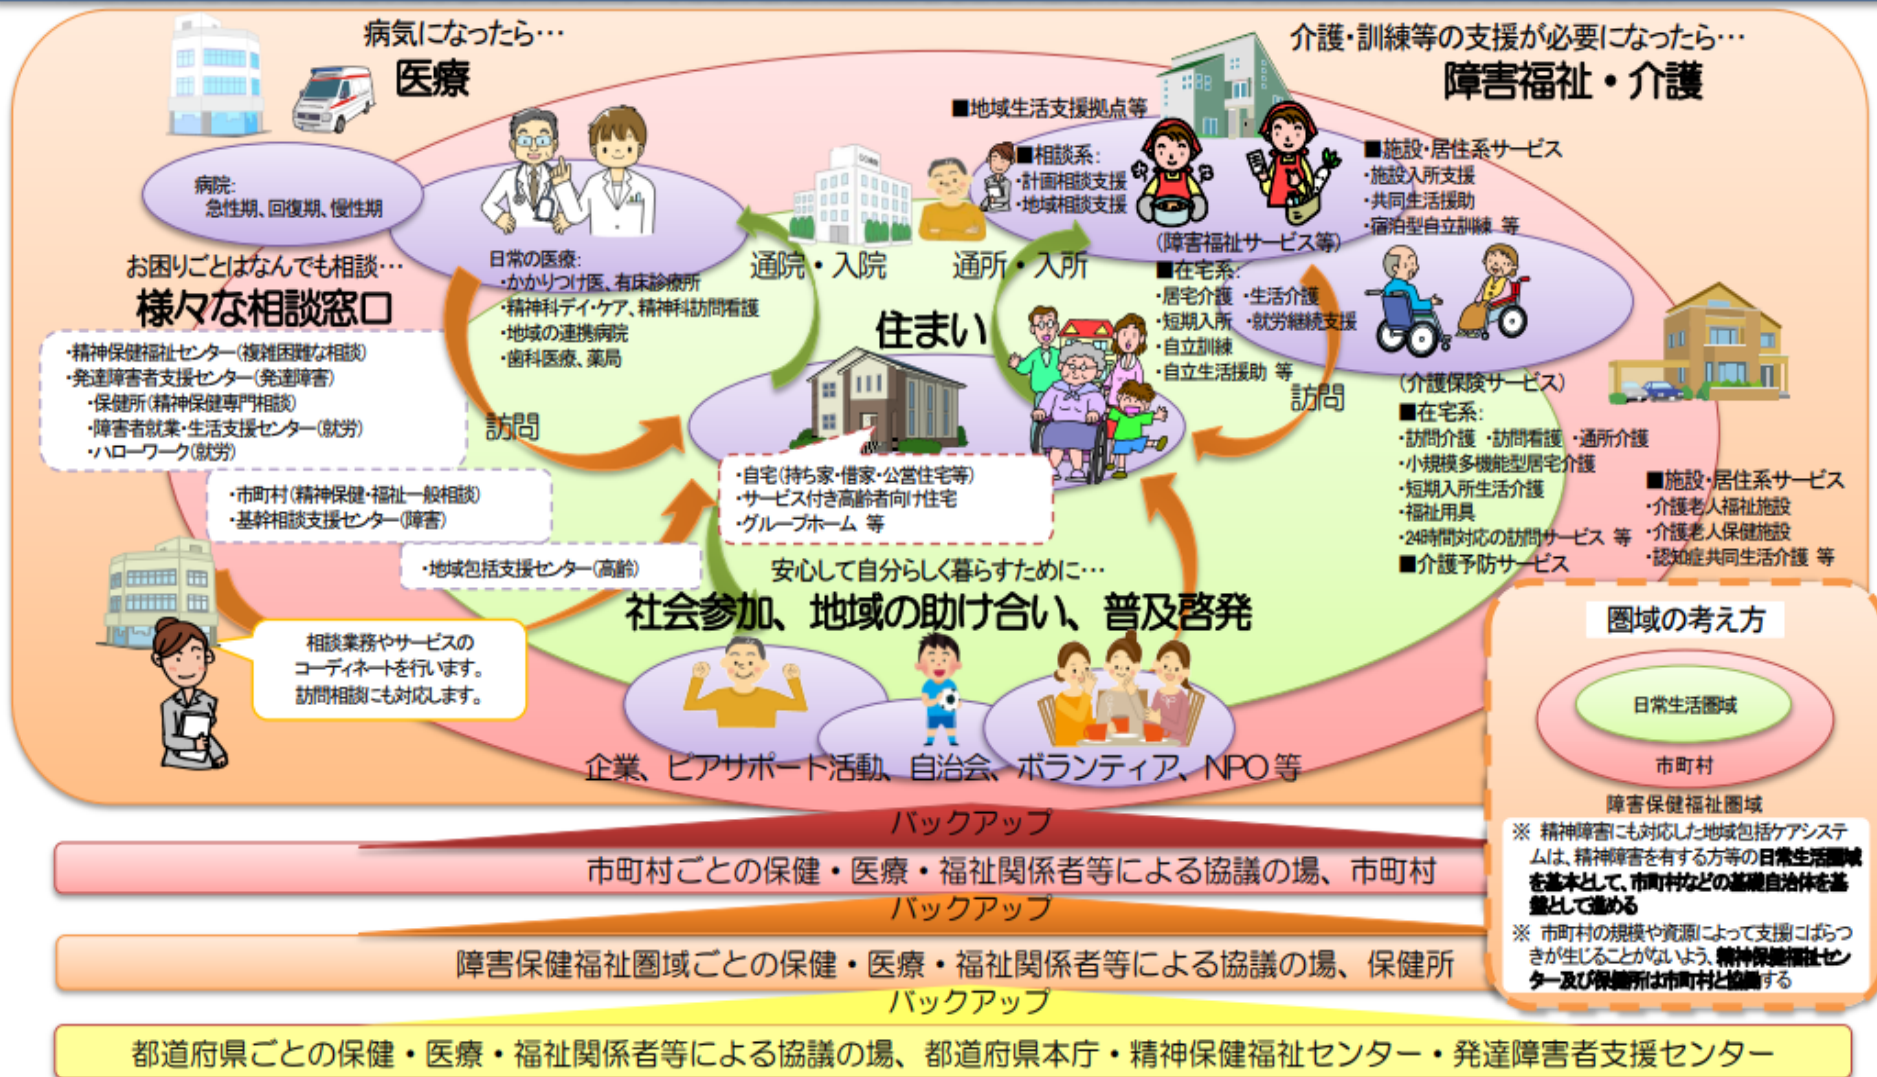 病気になったら…
医療
病院:
急性期、回復期、慢性期
日常の医療:
・かかりつけ医、有床診療所
・精神科デイ・ケア、精神科訪問看護
・地域の連携病院
・歯科医療、薬局
通院・入院
通所・入所
介護・訓練等の支援が必要になったら…
障害福祉・介護
■地域生活支援拠点等
■相談系:
・計画相談支援
・地域相談支援
■施設・居住系サービス
・施設入所支援
・共同生活援助
・宿泊型自立訓練 等
(障害福祉サービス等)
■在宅系:
・居宅介護 ・生活介護
・短期入所 ・就労継続支援
・自立訓練
・自立生活援助 等
訪問
(介護保険サービス)
■在宅系:
・訪問介護 ・訪問看護 ・通所介護
・小規模多機能型居宅介護
・短期入所生活介護
・福祉用具
・24時間対応の訪問サービス 等
■介護予防サービス
■施設・居住系サービス
・介護老人福祉施設
・介護老人保健施設
・認知症共同生活介護 等
お困りごとはなんでも相談…
様々な相談窓口
・精神保健福祉センター(複雑困難な相談)
・発達障害者支援センター(発達障害)
・保健所(精神保健専門相談)
・障害者就業・生活支援センター(就労)
・ハローワーク(就労)
・市町村(精神保健・福祉一般相談)
・基幹相談支援センター(障害)
・地域包括支援センター(高齢)
訪問
相談業務やサービスの
コーディネートを行います。
訪問相談にも対応します。
住まい
・自宅(持ち家・借家・公営住宅等)
・サービス付き高齢者向け住宅
・グループホーム 等
安心して自分らしく暮らすために…
社会参加、地域の助け合い、普及啓発
企業、ピアサポート活動、自治会、ボランティア、NPO 等
圏域の考え方
日常生活圏域
市町村
障害保健福祉圏域
※ 精神障害にも対応した地域包括ケアシステ
ムは、精神障害を有する方等の日常生活圏域
を基本として、市町村などの基礎自治体を基
盤として進める
※ 市町村の規模や資源によって支援にばらつ
きが生じることがないよう、精神保健福祉セン
ター及び保健所は市町村と協働する
バックアップ
市町村ごとの保健・医療・福祉関係者等による協議の場、市町村
バックアップ
障害保健福祉圏域ごとの保健・医療・福祉関係者等による協議の場、保健所
バックアップ
都道府県ごとの保健・医療・福祉関係者等による協議の場、都道府県本庁・精神保健福祉センター・発達障害者支援センター